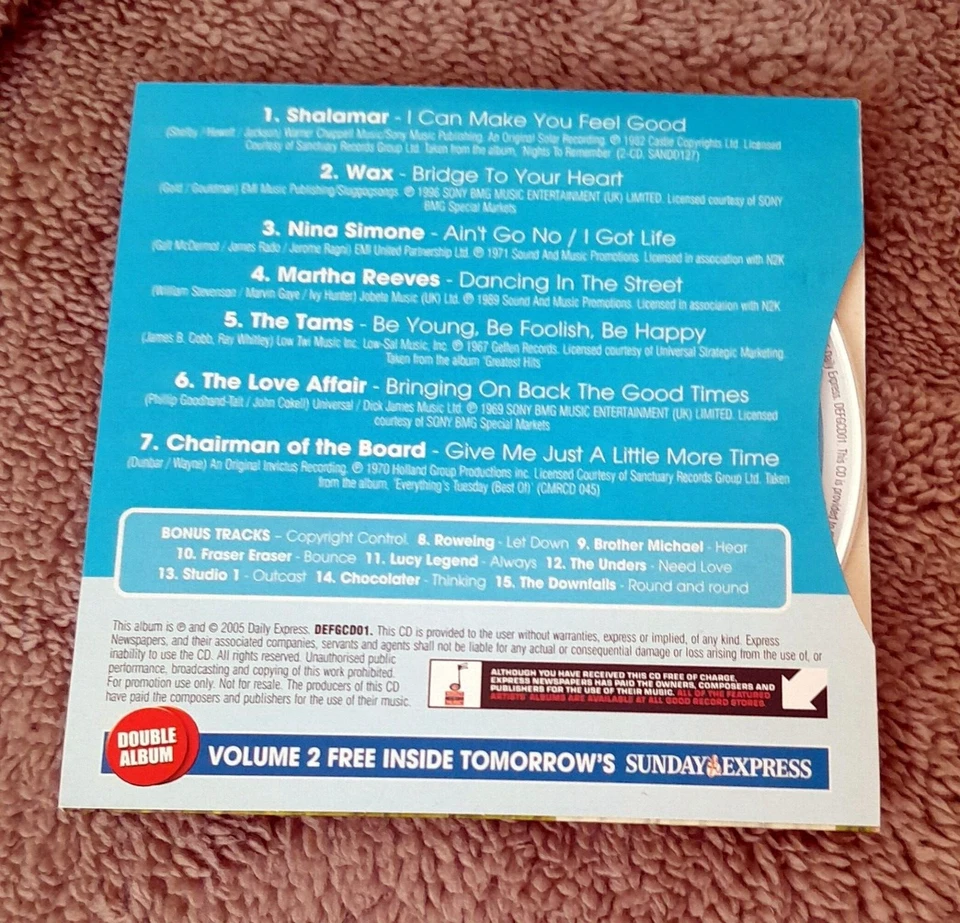 1. Shalamar - I Can Make You Feel Good
(Shelby / Hewett / Jackson) Warner Chappell Music/Sony Music Publishing. An Original Solar Recording. ℗ 1982 Castle Copyrights Ltd. Licensed
Courtesy of Sanctuary Records Group Ltd. Taken from the album, 'Nights To Remember' (2-CD, SANDD127)
2. Wax - Bridge To Your Heart
(Gold / Gouldman) EMI Music Publishing/Sluggosongs. ℗ 1996 SONY BMG MUSIC ENTERTAINMENT (UK) LIMITED. Licensed courtesy of SONY
BMG Special Markets
3. Nina Simone - Ain't Go No / I Got Life
(Galt McDermot / James Rado / Jerome Ragni) EMI United Partnership Ltd. ℗ 1971 Sound And Music Promotions. Licensed in association with N2K
4. Martha Reeves - Dancing In The Street
(William Stevenson / Marvin Gaye / Ivy Hunter) Jobete Music (UK) Ltd. ℗ 1989 Sound And Music Promotions. Licensed in association with N2K
5. The Tams - Be Young, Be Foolish, Be Happy
(James B. Cobb, Ray Whitley) Low Twi Music Inc. Low-Sal Music, Inc. ℗ 1967 Geffen Records. Licensed courtesy of Universal Strategic Marketing.
Taken from the album 'Greatest Hits'
6. The Love Affair - Bringing On Back The Good Times
(Phillip Goodhand-Tait / John Cokell) Universal / Dick James Music Ltd. ℗ 1969 SONY BMG MUSIC ENTERTAINMENT (UK) LIMITED. Licensed
courtesy of SONY BMG Special Markets
7. Chairman of the Board - Give Me Just A Little More Time
(Dunbar / Wayne) An Original Invictus Recording. ℗ 1970 Holland Group Productions inc. Licensed Courtesy of Sanctuary Records Group Ltd. Taken
from the album, 'Everything's Tuesday (Best Of)' (CMRCD 045)
BONUS TRACKS - Copyright Control. 8. Roweing - Let Down 9. Brother Michael - Hear
10. Fraser Eraser - Bounce 11. Lucy Legend - Always 12. The Unders - Need Love
13. Studio 1 - Outcast 14. Chocolater - Thinking 15. The Downfalls - Round and round
This album is ℗ and © 2005 Daily Express. DEFGCD01. This CD is provided to the user without warranties, express or implied, of any kind. Express
Newspapers, and their associated companies, servants and agents shall not be liable for any actual or consequential damage or loss arising from the use of, or
inability to use the CD. All rights reserved. Unauthorised public
performance, broadcasting and copying of this work prohibited.
For promotion use only. Not for resale. The producers of this CD
have paid the composers and publishers for the use of their music.
ALTHOUGH YOU HAVE RECEIVED THIS CD FREE OF CHARGE,
EXPRESS NEWSPAPERS HAS PAID THE OWNERS, COMPOSERS AND
PUBLISHERS FOR THE USE OF THEIR MUSIC. ALL OF THE FEATURED
ARTISTS' ALBUMS ARE AVAILABLE AT ALL GOOD RECORD STORES.
DOUBLE
ALBUM
VOLUME 2 FREE INSIDE TOMORROW'S SUNDAY EXPRESS
Daily Express. DEFGCD01. This CD is provided to